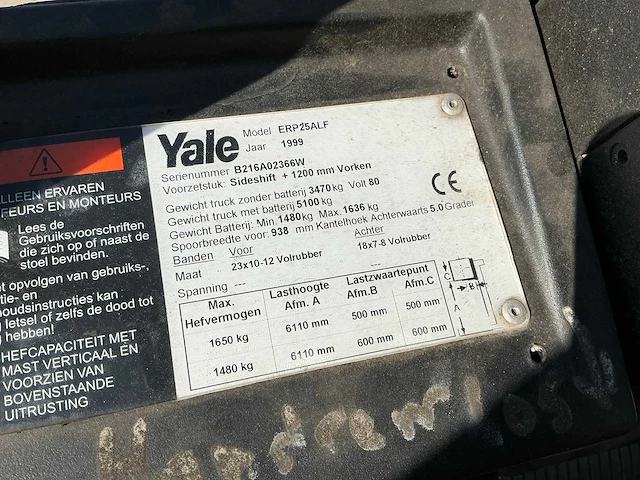 Yale Model ERP25ALF
Jaar 1999
Serienummer B216A02366W
Voorzetstuk: Sideshift + 1200 mm Vorken
Gewicht truck zonder batterij 3470 kg Volt 80
Gewicht truck met batterij 5100 kg
Gewicht Batterij: Min. 1480 kg Max. 1636 kg
Spoorbreedte voor: 938 mm Kantelhoek Achterwaarts 5.0 Grader
Banden Voor Achter
Maat 23x10-12 Volrubber 18x7-8 Volrubber
Spanning --- ---
Max. Hefvermogen Lasthoogte Afm. A Lastzwaartepunt Afm.B Afm.C
1650 kg 6110 mm 500 mm 500 mm
1480 kg 6110 mm 600 mm 600 mm
CE
C
B
A
LLEEN ERVAREN
EURS EN MONTEURS
Lees de
Gebruiksvoorschriften
die zich op of naast de
stoel bevinden.
t opvolgen van gebruiks-,
tie- en
houdsinstructies kan
letsel of zelfs de dood tot
hebben!
HEFCAPACITEIT MET
MAST VERTICAAL EN
VOORZIEN VAN
BOVENSTAANDE
UITRUSTING